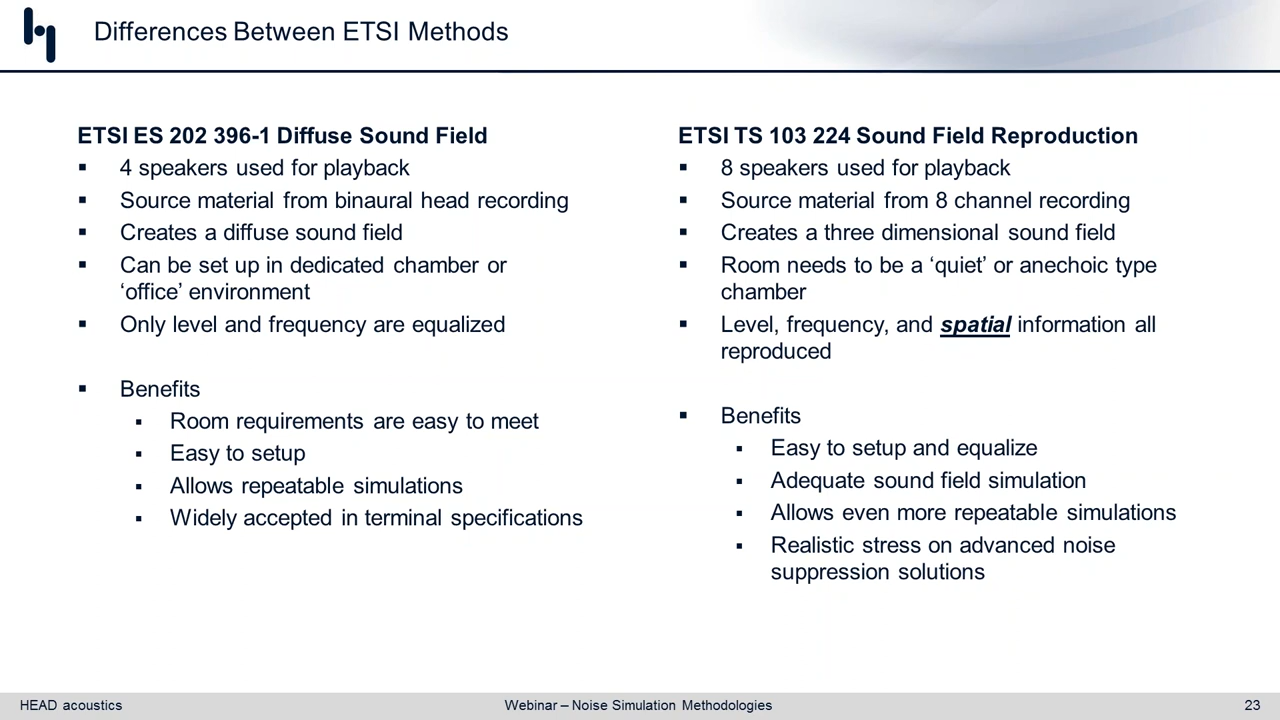 Differences Between ETSI Methods
ETSI ES 202 396-1 Diffuse Sound Field
▪ 4 speakers used for playback
▪ Source material from binaural head recording
▪ Creates a diffuse sound field
▪ Can be set up in dedicated chamber or
‘office’ environment
▪ Only level and frequency are equalized
▪ Benefits
▪ Room requirements are easy to meet
▪ Easy to setup
▪ Allows repeatable simulations
▪ Widely accepted in terminal specifications
ETSI TS 103 224 Sound Field Reproduction
▪ 8 speakers used for playback
▪ Source material from 8 channel recording
▪ Creates a three dimensional sound field
▪ Room needs to be a ‘quiet’ or anechoic type
chamber
▪ Level, frequency, and spatial information all
reproduced
▪ Benefits
▪ Easy to setup and equalize
▪ Adequate sound field simulation
▪ Allows even more repeatable simulations
▪ Realistic stress on advanced noise
suppression solutions
HEAD acoustics
Webinar – Noise Simulation Methodologies
23